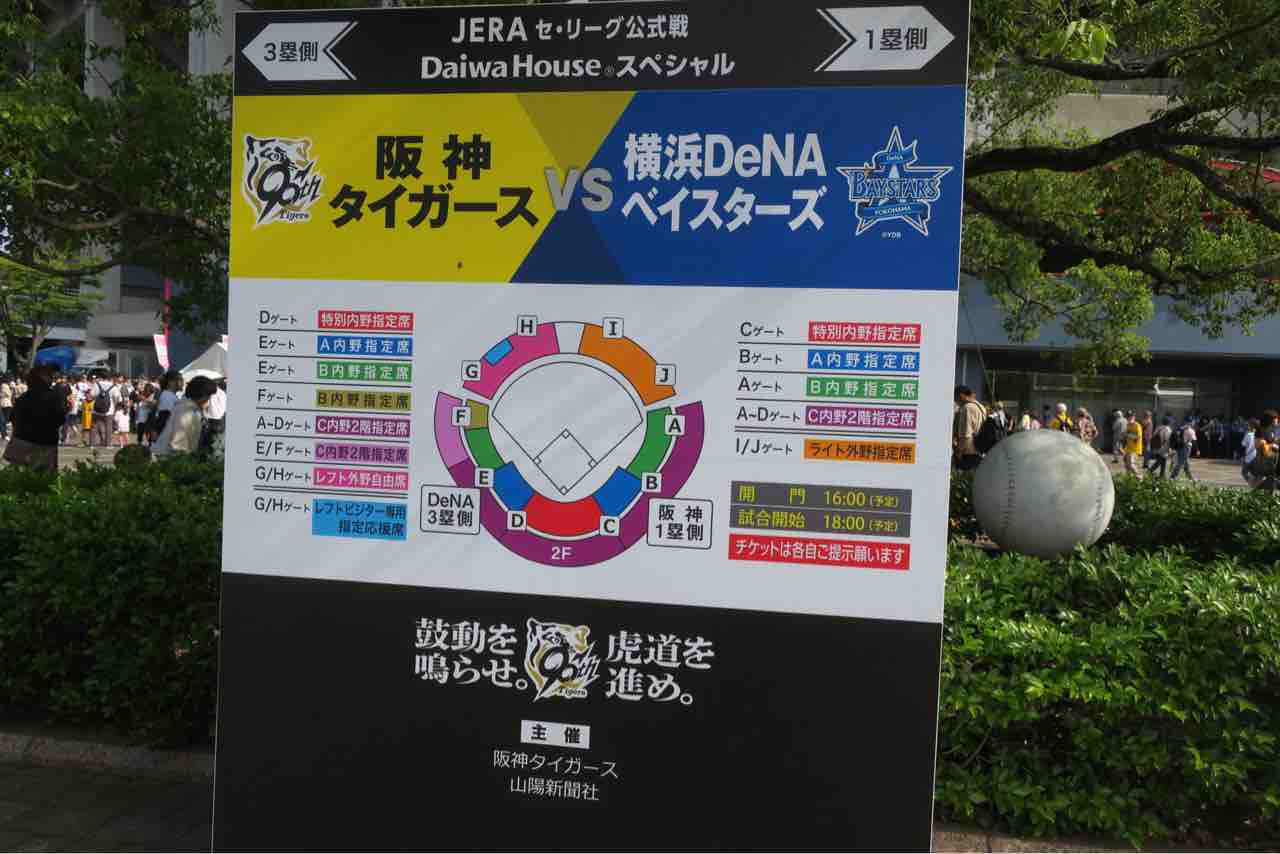 3塁側
JERA セ・リーグ公式戦
DaiwaHouse®スペシャル
1塁側
90th
Tigers
阪神
タイガース
VS
横浜DeNA
ベイスターズ
DeNA
BAYSTARS
YOKOHAMA
©YDB
Dゲート 特別内野指定席
Eゲート A内野指定席
Eゲート B内野指定席
Fゲート B内野指定席
A~Dゲート C内野2階指定席
E/Fゲート C内野2階指定席
G/Hゲート レフト外野自由席
G/Hゲート レフトビジター専用
指定応援席
H
I
G
J
F
A
E
B
D
C
2F
DeNA
3塁側
阪神
1塁側
Cゲート 特別内野指定席
Bゲート A内野指定席
Aゲート B内野指定席
A~Dゲート C内野2階指定席
I/Jゲート ライト外野指定席
開門 16:00(予定)
試合開始 18:00(予定)
チケットは各自ご提示願います
鼓動を
鳴らせ。
90th
Tigers
虎道を
進め。
主催
阪神タイガース
山陽新聞社